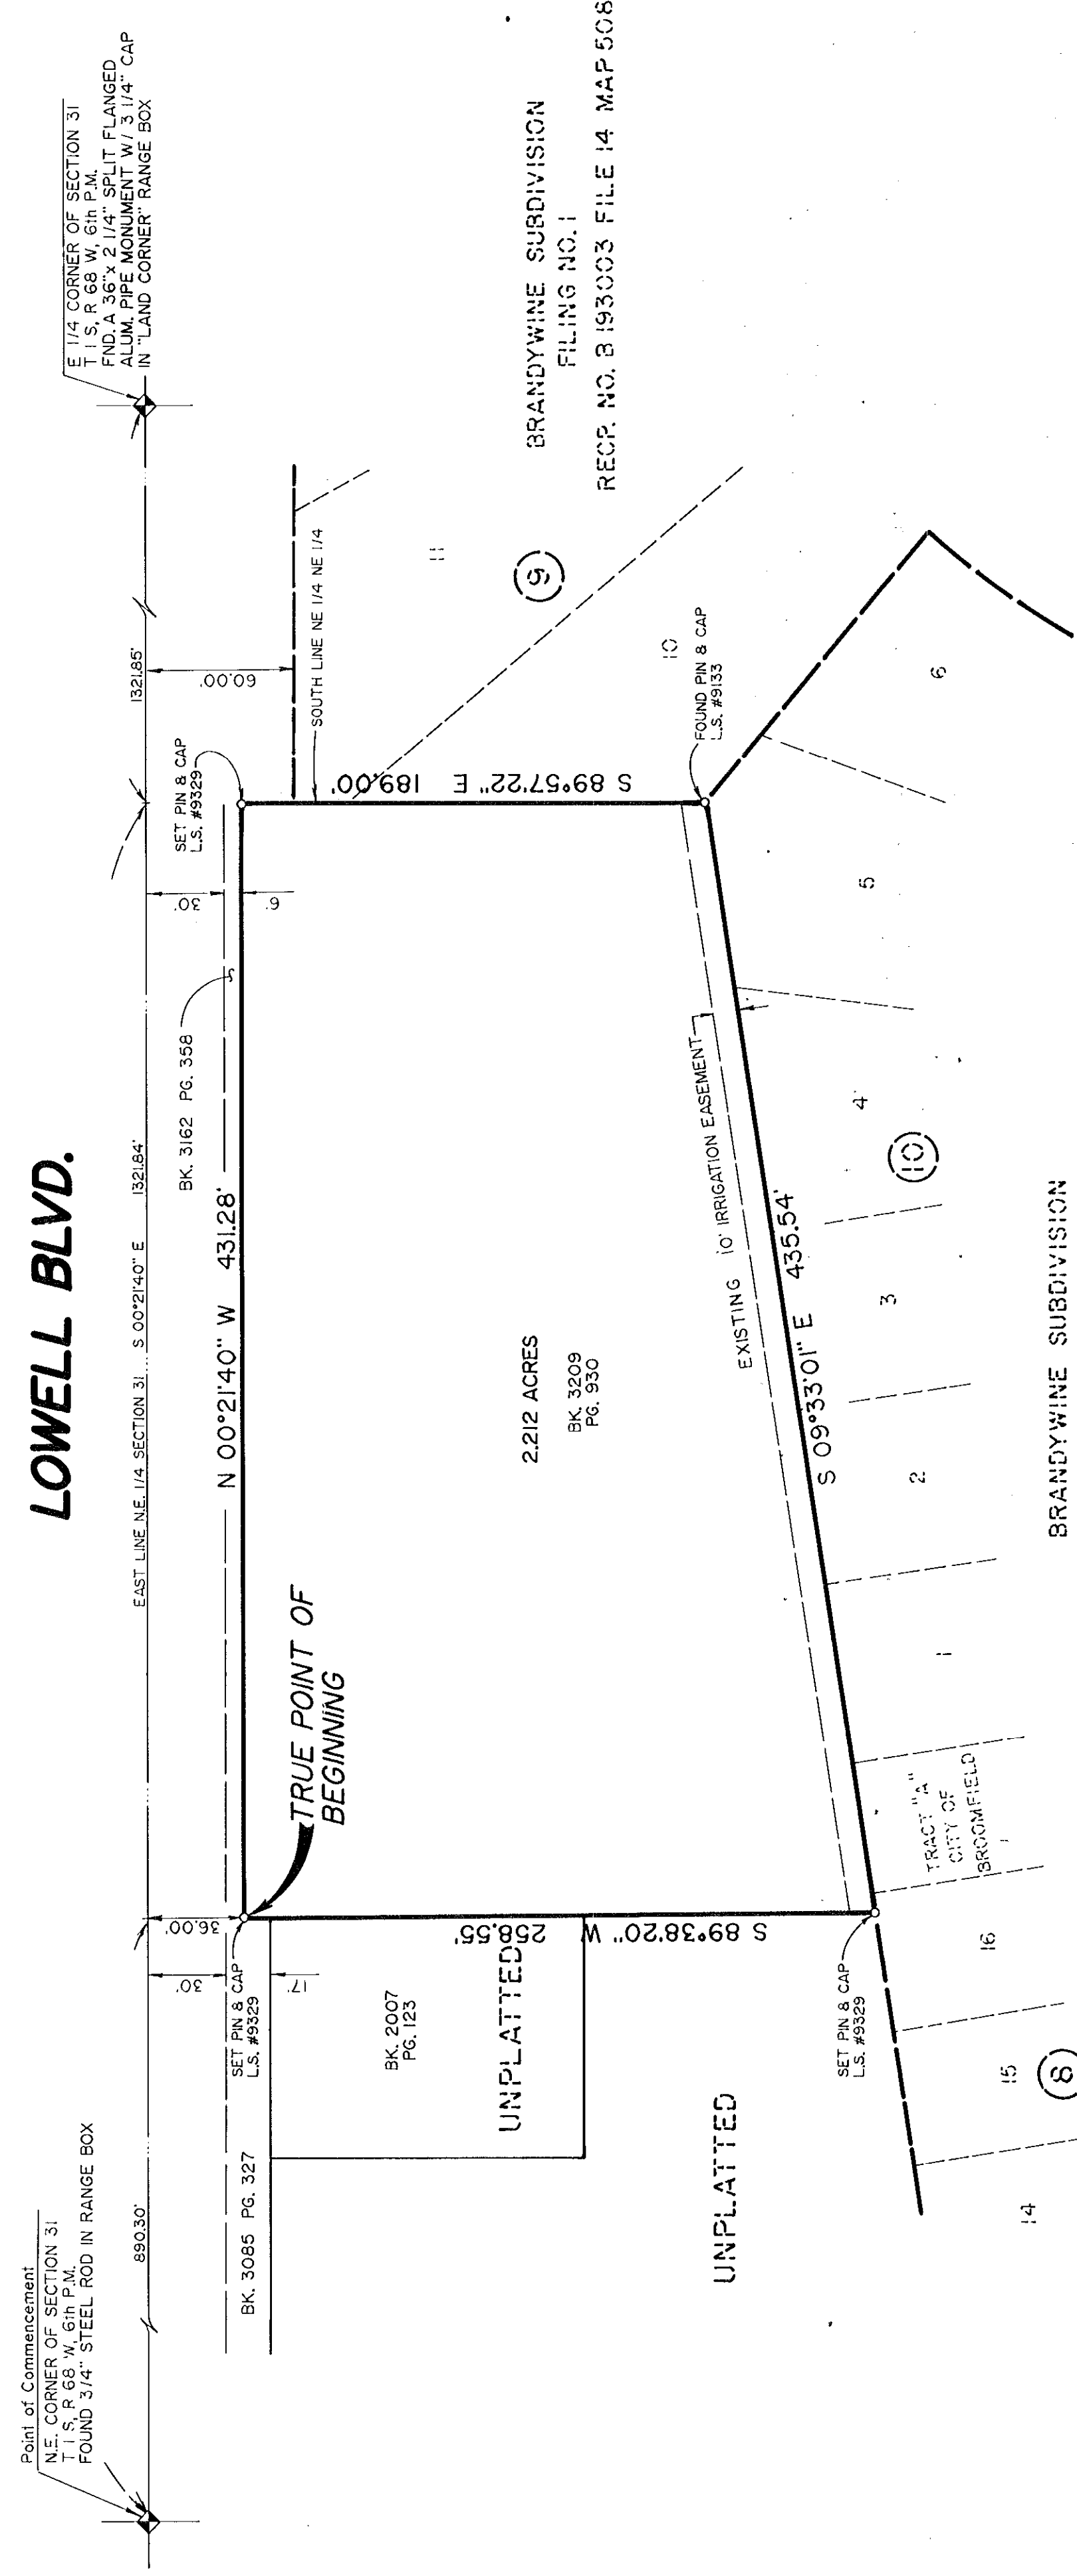 LOWELL BLVD.
Point of Commencement
N.E. CORNER OF SECTION 31
T 1 S, R 68 W, 6th P.M.
FOUND 3/4" STEEL ROD IN RANGE BOX
890.30'
EAST LINE N.E. 1/4 SECTION 31
S 00°21'40" E
1321.84'
1321.85'
E 1/4 CORNER OF SECTION 31
T 1 S, R 68 W, 6th P.M.
FND. A 36"x 2 1/4" SPLIT FLANGED
ALUM. PIPE MONUMENT W/ 3 1/4" CAP
IN "LAND CORNER" RANGE BOX
36.00'
30'
17'
SET PIN & CAP
L.S. #9329
BK. 3085 PG. 327
BK. 2007
PG. 123
UNPLATTED
UNPLATTED
TRUE POINT OF
BEGINNING
N 00°21'40" W 431.28'
BK. 3162 PG. 358
30'
6'
SET PIN & CAP
L.S. #9329
60.00'
SOUTH LINE NE 1/4 NE 1/4
S 89°57'22" E 189.00'
FOUND PIN & CAP
L.S. #9133
2.212 ACRES
BK. 3209
PG. 930
EXISTING 10' IRRIGATION EASEMENT
S 09°33'01" E 435.54'
S 89°38'20" W
258.55'
SET PIN & CAP
L.S. #9329
BRANDYWINE SUBDIVISION
FILING NO. 1
RECP. NO. B 193003 FILE 14 MAP 508
11
9
10
6
5
4
10
3
2
1
TRACT "A"
CITY OF
BROOMFIELD
16
15
8
14
BRANDYWINE SUBDIVISION